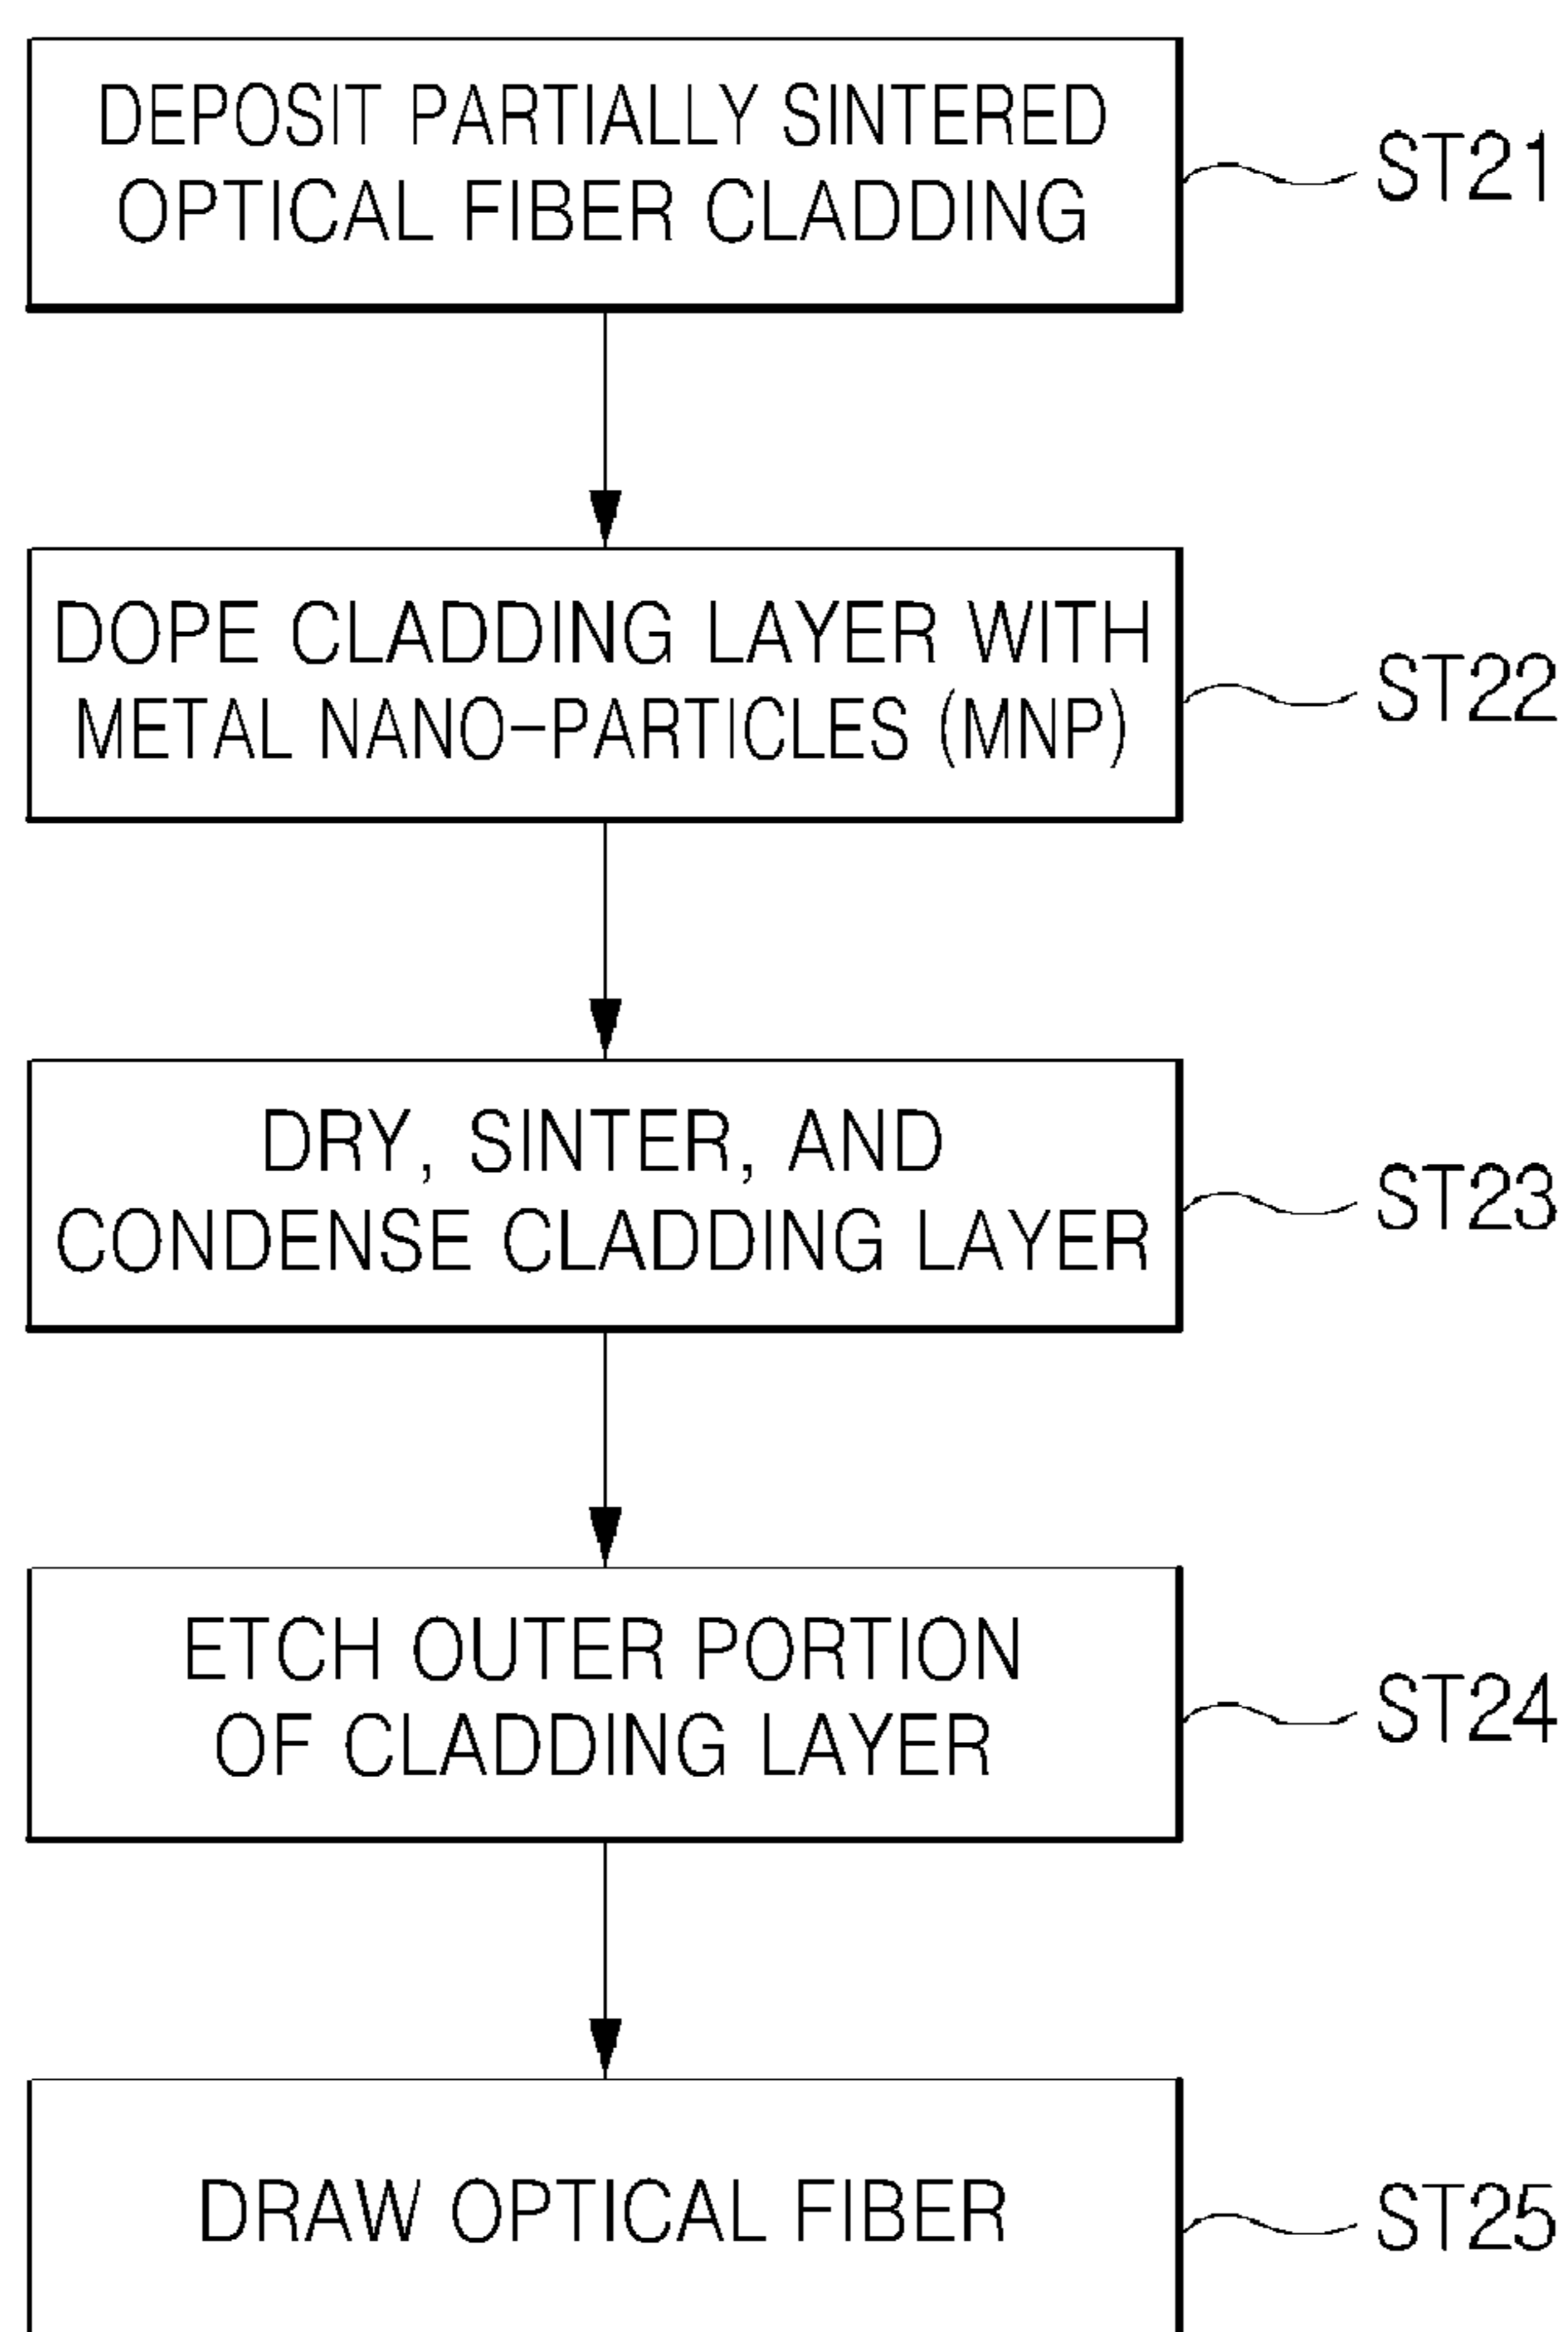 DEPOSIT PARTIALLY SINTERED
OPTICAL FIBER CLADDING
ST21
DOPE CLADDING LAYER WITH
METAL NANO-PARTICLES (MNP)
ST22
DRY, SINTER, AND
CONDENSE CLADDING LAYER
ST23
ETCH OUTER PORTION
OF CLADDING LAYER
ST24
DRAW OPTICAL FIBER
ST25